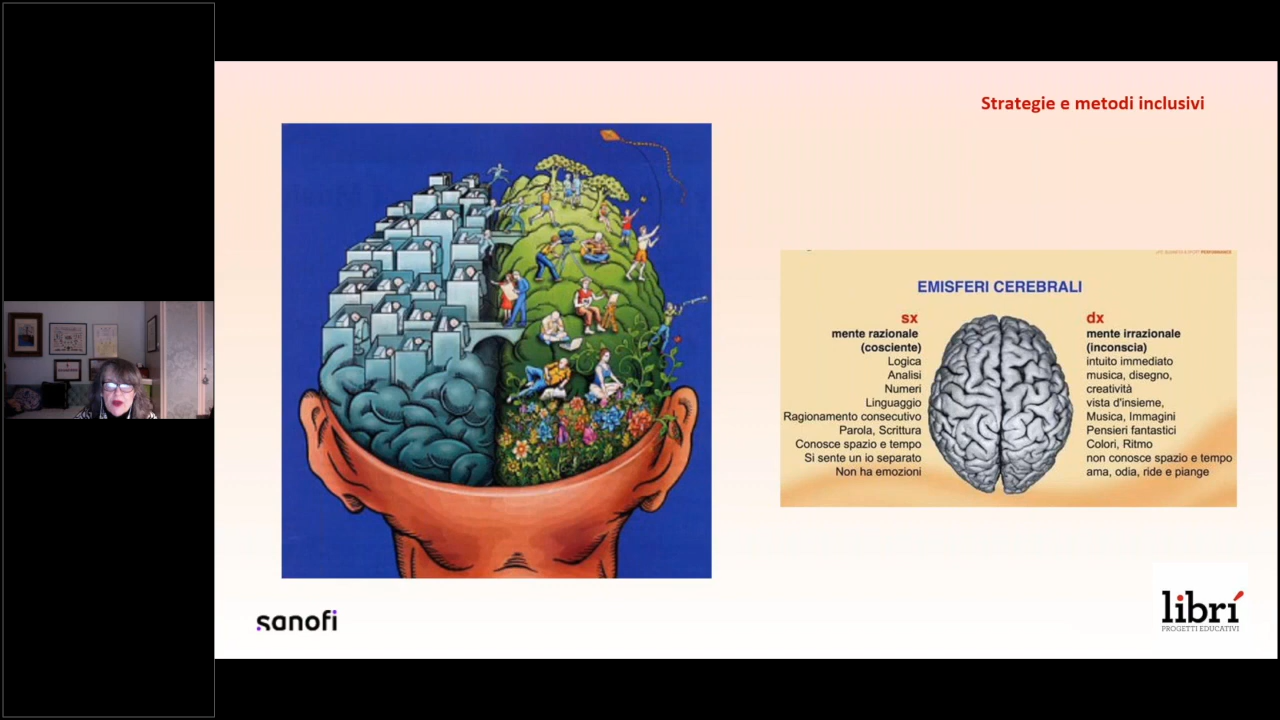 Strategie e metodi inclusivi
EMISFERI CEREBRALI
sx
mente razionale
(cosciente)
Logica
Analisi
Numeri
Linguaggio
Ragionamento consecutivo
Parola, Scrittura
Conosce spazio e tempo
Si sente un io separato
Non ha emozioni
dx
mente irrazionale
(inconscia)
intuito immediato
musica, disegno,
creatività
vista d'insieme,
Musica, Immagini
Pensieri fantastici
Colori, Ritmo
non conosce spazio e tempo
ama, odia, ride e piange
sanofi
librí
PROGETTI EDUCATIVI